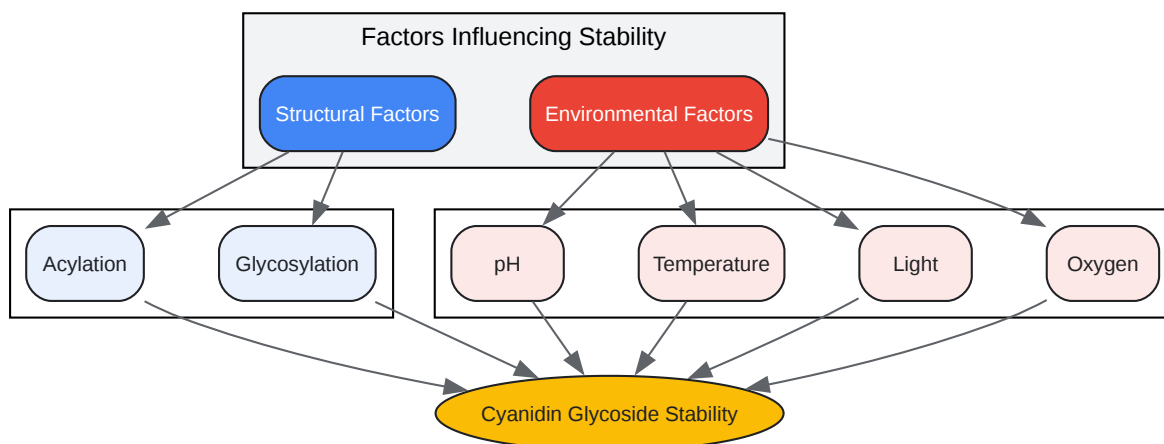 Factors Influencing Stability
Structural Factors
Environmental Factors
Acylation
Glycosylation
pH
Temperature
Light
Oxygen
Cyanidin Glycoside Stability